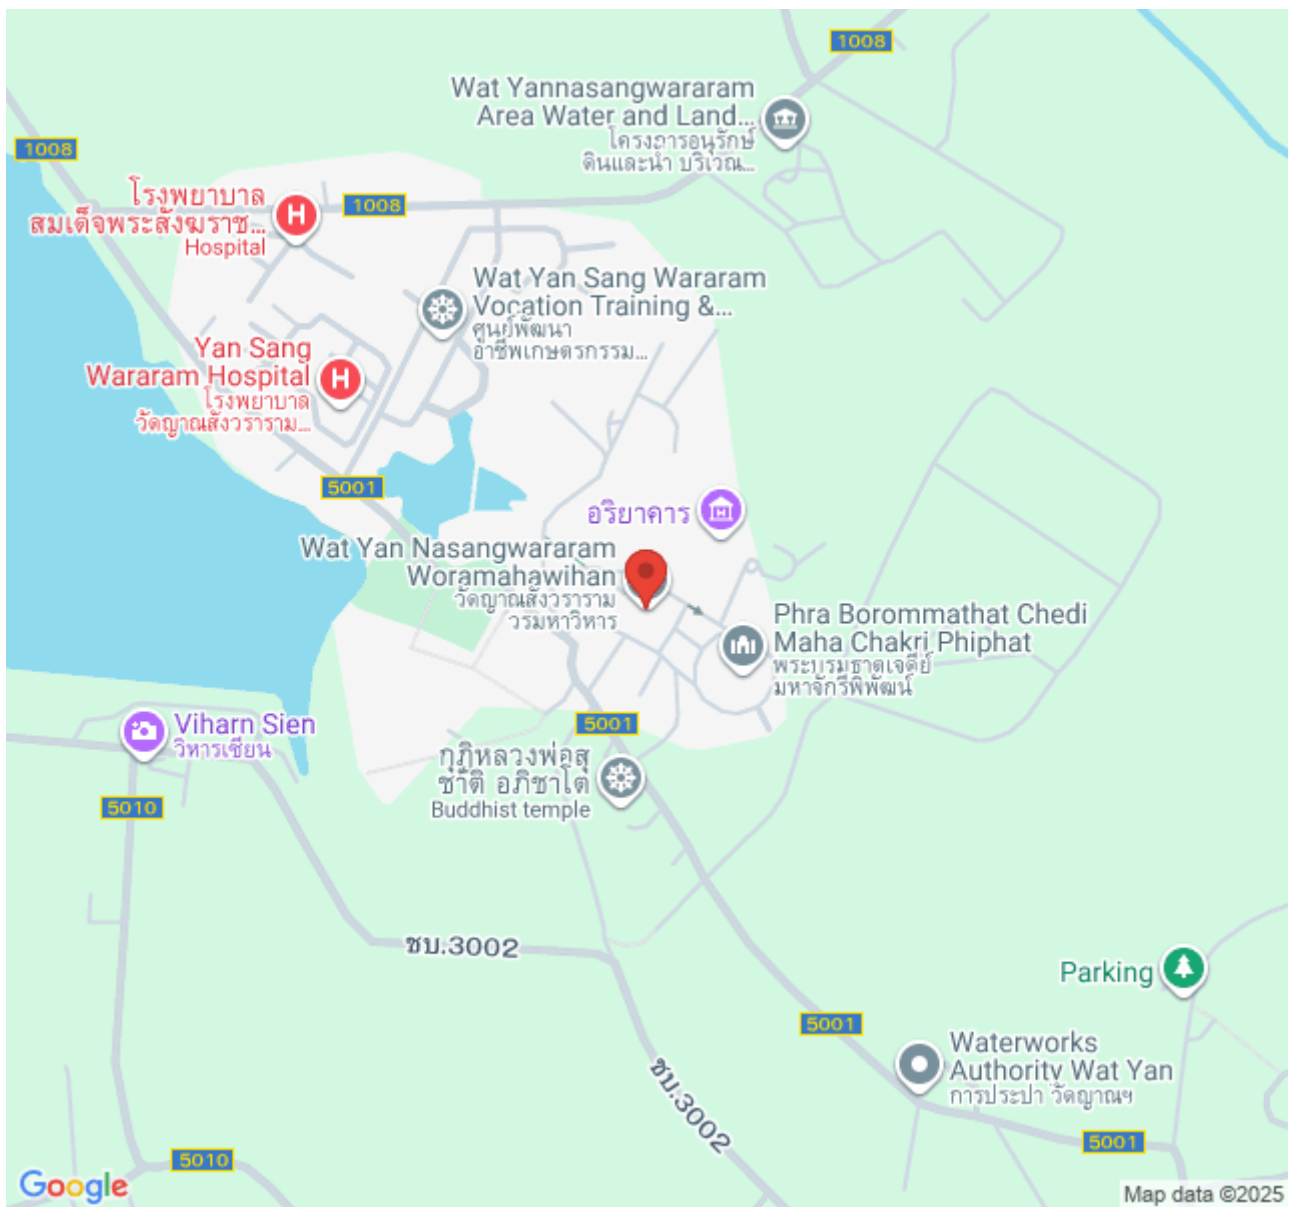 1008
Wat Yannasangwararam
Area Water and Land...
โครงการอนุรักษ์
ดินและน้ำ บริเวณ...
1008
โรงพยาบาล
สมเด็จพระสังฆราช...
Hospital
1008
Wat Yan Sang Wararam
Vocation Training &...
ศูนย์พัฒนา
อาชีพเกษตรกรรม...
Yan Sang
Wararam Hospital
โรงพยาบาล
วัดญาณสังวราราม...
5001
อริยาคาร
Wat Yan Nasangwararam
Woramahawihan
วัดญาณสังวราราม
วรมหาวิหาร
Phra Borommathat Chedi
Maha Chakri Phiphat
พระบรมธาตุเจดีย์
มหาจักรีพิพัฒน์
Viharn Sien
วิหารเซียน
5001
กุฏิหลวงพ่อสุ
ชาติ อภิชาโต
Buddhist temple
5010
ชบ.3002
Parking
5001
Waterworks
Authority Wat Yan
การประปา วัดญาณฯ
ชบ.3002
5001
5010
Google
Map data ©2025